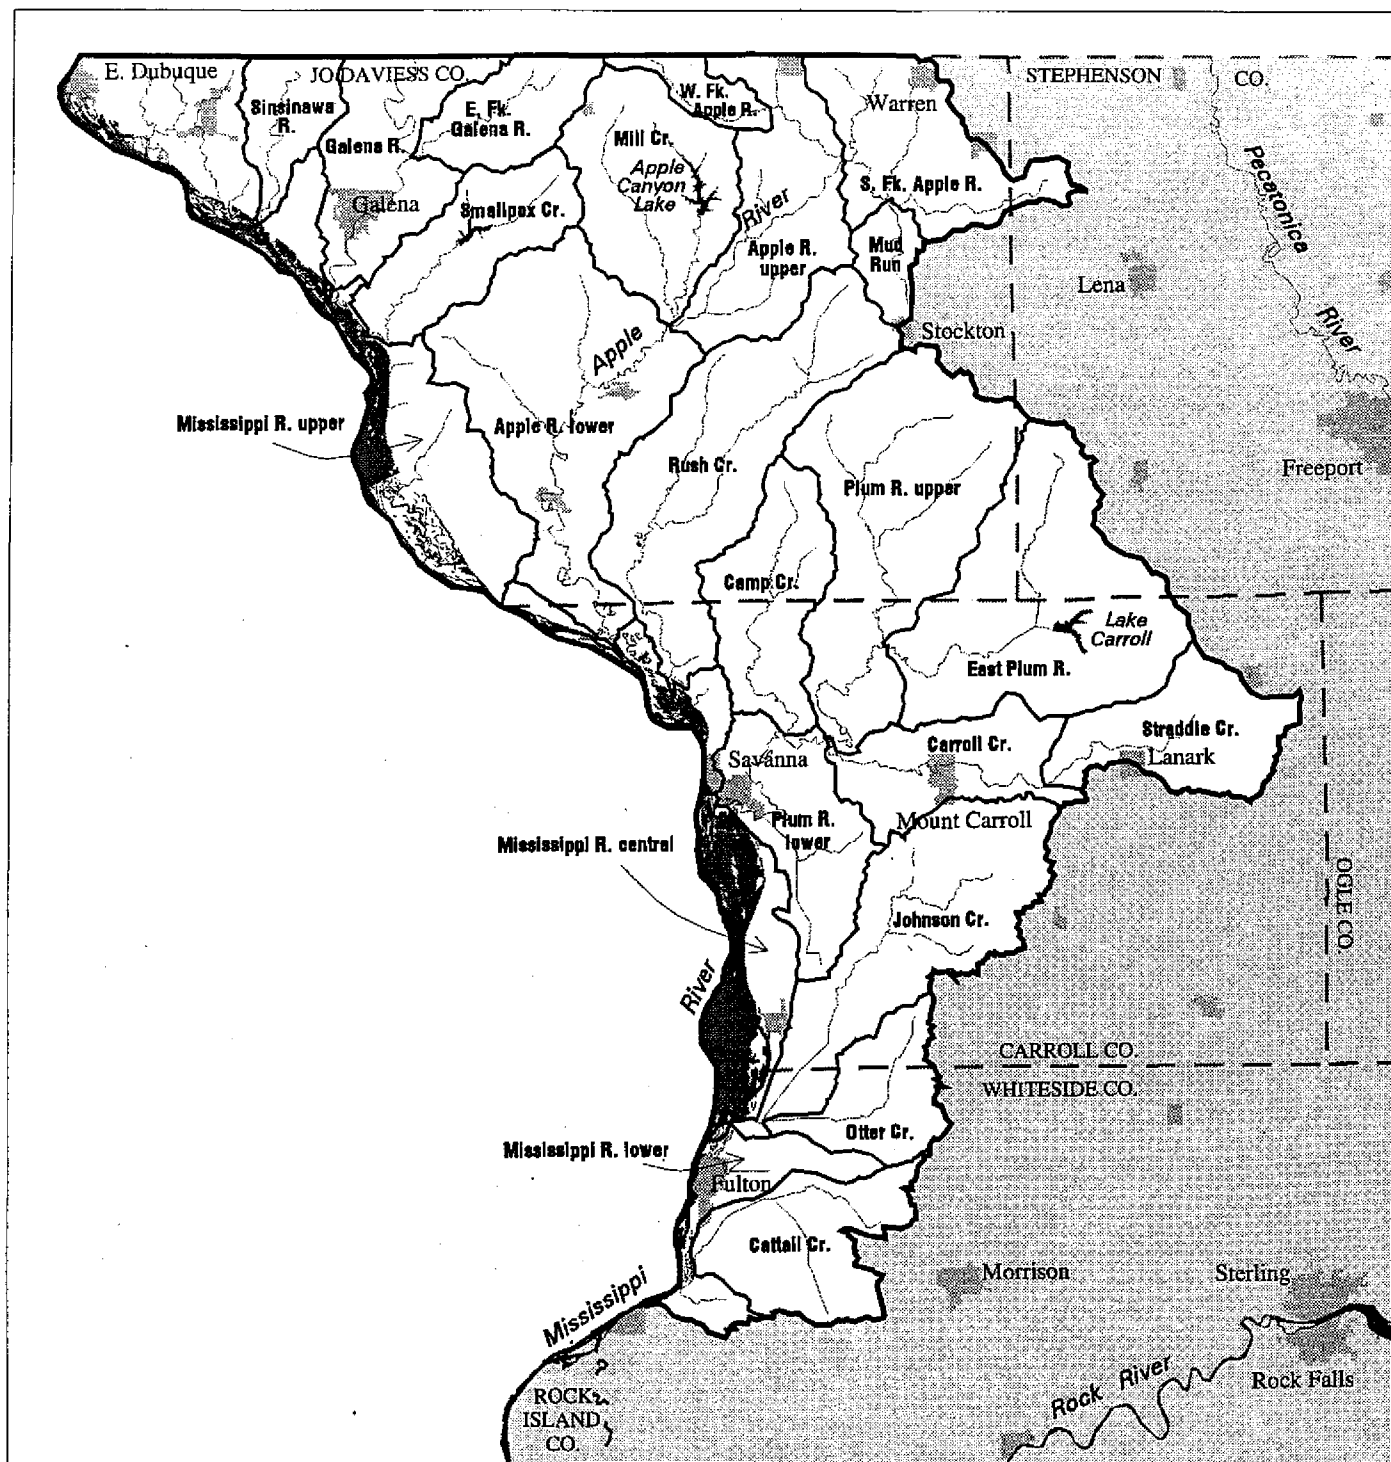 E. Dubuque
JO DAVIESS CO.
STEPHENSON
CO.
Sinsinawa
R.
Galena R.
E. Fk.
Galena R.
W. Fk.
Apple R.
Warren
Mill Cr.
Apple
Canyon
Lake
River
S. Fk. Apple R.
Pecatonica
River
Galena
Smallpox Cr.
Apple R.
upper
Mud
Run
Lena
Stockton
Apple
Mississippi R. upper
Apple R. lower
Rush Cr.
Plum R. upper
Freeport
Camp Cr.
Lake
Carroll
East Plum R.
Straddle Cr.
Lanark
Carroll Cr.
Savanna
Mount Carroll
Plum R.
lower
Mississippi R. central
OGLE CO.
Johnson Cr.
River
CARROLL CO.
WHITESIDE CO.
Otter Cr.
Mississippi R. lower
Fulton
Cattail Cr.
Morrison
Sterling
Mississippi
Rock River
Rock Falls
ROCK
ISLAND
CO.